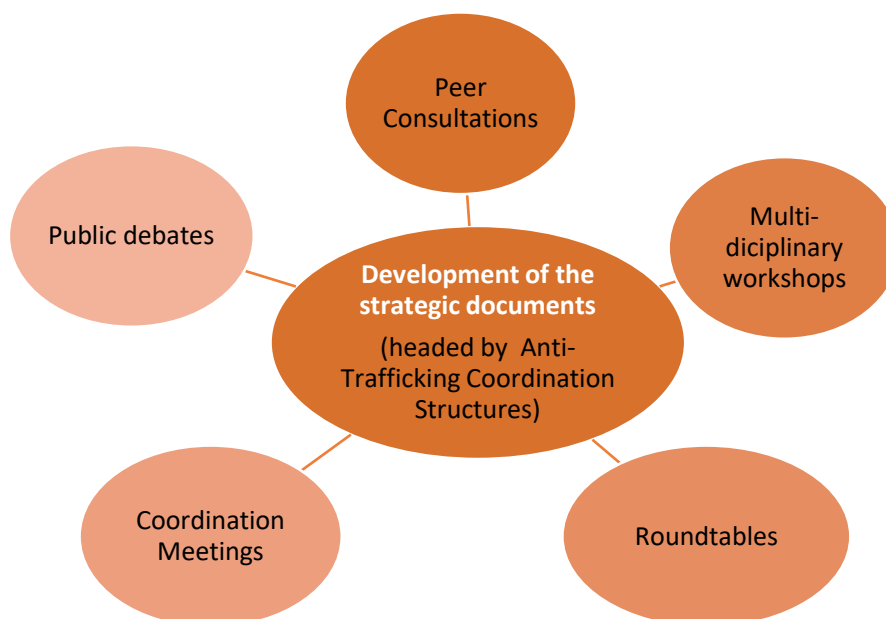 Peer
Consultations
Public debates
Multi-
diciplinary
workshops
Development of the
strategic documents
(headed by  Anti-
Trafficking Coordination
Structures)
Coordination
Meetings
Roundtables